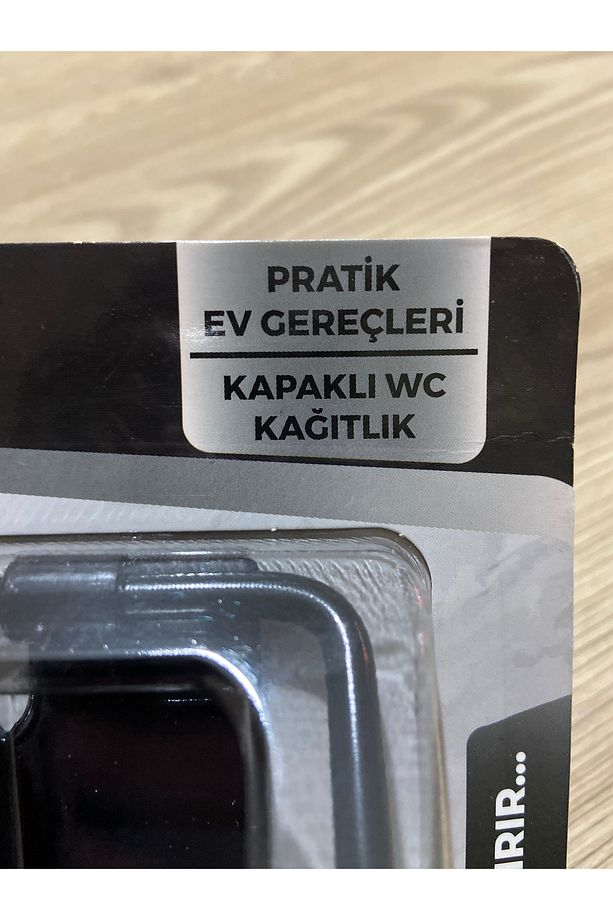 PRATİK
EV GEREÇLERİ
KAPAKLI WC
KAĞITLIK